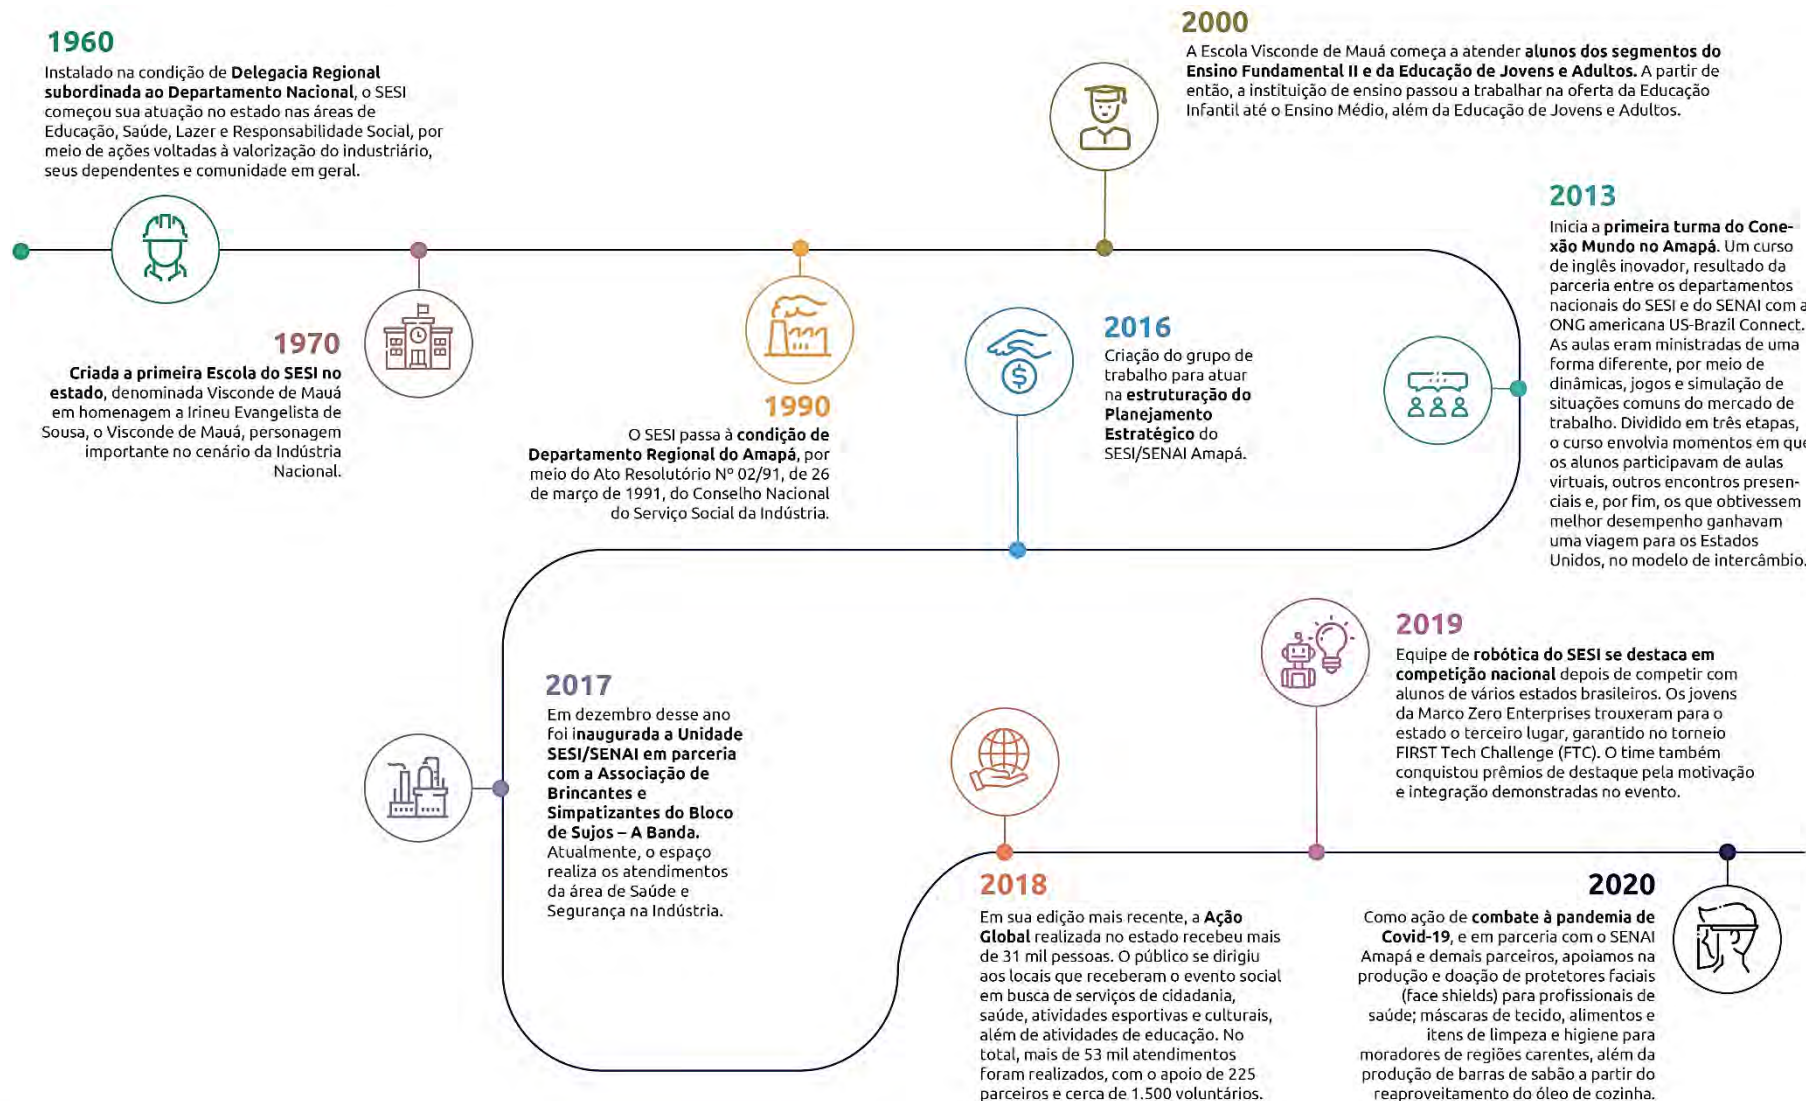 1960
Instalado na condição de Delegacia Regional
subordinada ao Departamento Nacional, o SESI
começou sua atuação no estado nas áreas de
Educação, Saúde, Lazer e Responsabilidade Social, por
meio de ações voltadas à valorização do industriário,
seus dependentes e comunidade em geral.
1970
Criada a primeira Escola do SESI no
estado, denominada Visconde de Mauá
em homenagem a Irineu Evangelista de
Sousa, o Visconde de Mauá, personagem
importante no cenário da Indústria
Nacional.
1990
O SESI passa à condição de
Departamento Regional do Amapá, por
meio do Ato Resolutório Nº 02/91, de 26
de março de 1991, do Conselho Nacional
do Serviço Social da Indústria.
2000
A Escola Visconde de Mauá começa a atender alunos dos segmentos do
Ensino Fundamental II e da Educação de Jovens e Adultos. A partir de
então, a instituição de ensino passou a trabalhar na oferta da Educação
Infantil até o Ensino Médio, além da Educação de Jovens e Adultos.
2013
Inicia a primeira turma do Cone-
xão Mundo no Amapá. Um curso
de inglês inovador, resultado da
parceria entre os departamentos
nacionais do SESI e do SENAI com a
ONG americana US-Brazil Connect.
As aulas eram ministradas de uma
forma diferente, por meio de
dinâmicas, jogos e simulação de
situações comuns do mercado de
trabalho. Dividido em três etapas,
o curso envolvia momentos em que
os alunos participavam de aulas
virtuais, outros encontros presen-
ciais e, por fim, os que obtivessem
melhor desempenho ganhavam
uma viagem para os Estados
Unidos, no modelo de intercâmbio.
2016
Criação do grupo de
trabalho para atuar
na estruturação do
Planejamento
Estratégico do
SESI/SENAI Amapá.
2017
Em dezembro desse ano
foi inaugurada a Unidade
SESI/SENAI em parceria
com a Associação de
Brincantes e
Simpatizantes do Bloco
de Sujos – A Banda.
Atualmente, o espaço
realiza os atendimentos
da área de Saúde e
Segurança na Indústria.
2018
Em sua edição mais recente, a Ação
Global realizada no estado recebeu mais
de 31 mil pessoas. O público se dirigiu
aos locais que receberam o evento social
em busca de serviços de cidadania,
saúde, atividades esportivas e culturais,
além de atividades de educação. No
total, mais de 53 mil atendimentos
foram realizados, com o apoio de 225
parceiros e cerca de 1.500 voluntários.
2019
Equipe de robótica do SESI se destaca em
competição nacional depois de competir com
alunos de vários estados brasileiros. Os jovens
da Marco Zero Enterprises trouxeram para o
estado o terceiro lugar, garantido no torneio
FIRST Tech Challenge (FTC). O time também
conquistou prêmios de destaque pela motivação
e integração demonstradas no evento.
2020
Como ação de combate à pandemia de
Covid-19, e em parceria com o SENAI
Amapá e demais parceiros, apoiamos na
produção e doação de protetores faciais
(face shields) para profissionais de
saúde; máscaras de tecido, alimentos e
itens de limpeza e higiene para
moradores de regiões carentes, além da
produção de barras de sabão a partir do
reaproveitamento do óleo de cozinha.